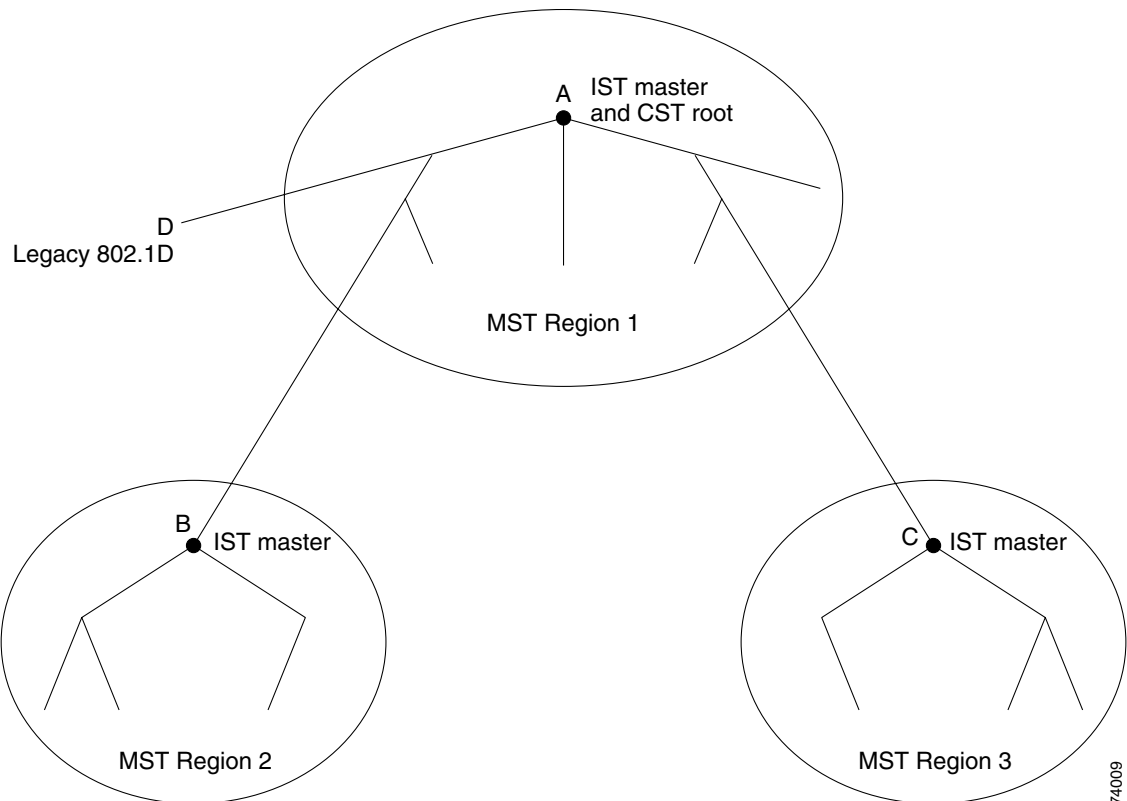 A
IST master
and CST root
D
Legacy 802.1D
MST Region 1
B
IST master
C
IST master
MST Region 2
MST Region 3
74009